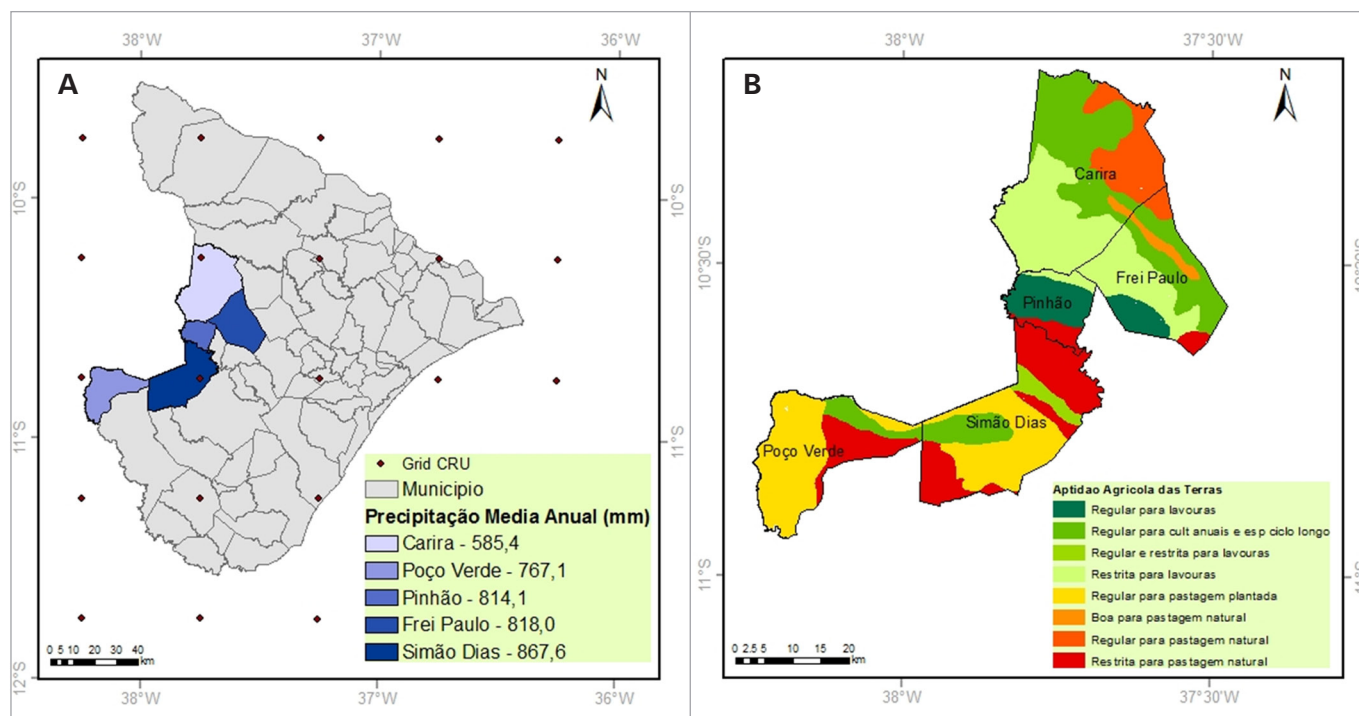 A
38°W
37°W
36°W
N
10°S
10°S
11°S
11°S
12°S
Grid CRU
Municipio
Precipitação Media Anual (mm)
Carira - 585,4
Poço Verde - 767,1
Pinhão - 814,1
Frei Paulo - 818,0
Simão Dias - 867,6
0 5 10 20 30 40
km
38°W
37°W
36°W
B
38°W
37°30'W
N
10°30'S
11°S
Carira
Frei Paulo
Pinhão
Simão Dias
Poço Verde
Aptidao Agricola das Terras
Regular para lavouras
Regular para cult anuais e esp ciclo longo
Regular e restrita para lavouras
Restrita para lavouras
Regular para pastagem plantada
Boa para pastagem natural
Regular para pastagem natural
Restrita para pastagem natural
0 2,5 5 10 15 20
km
38°W
37°30'W